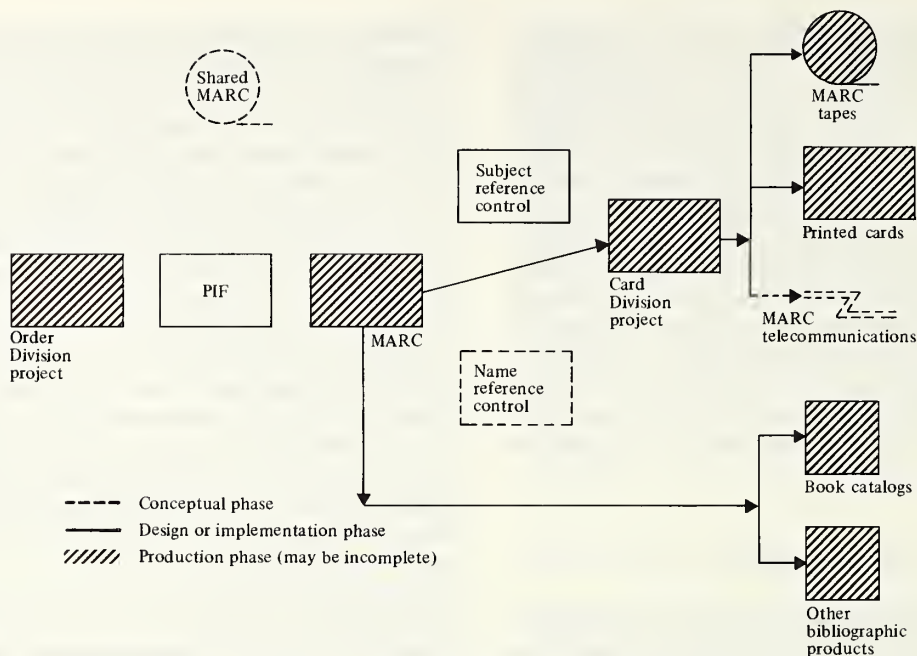 Shared
MARC
MARC
tapes
Subject
reference
control
Printed cards
PIF
Order
Division
project
MARC
Card
Division
project
MARC
telecommunications
Name
reference
control
Book catalogs
Conceptual phase
Design or implementation phase
Production phase (may be incomplete)
Other
bibliographic
products